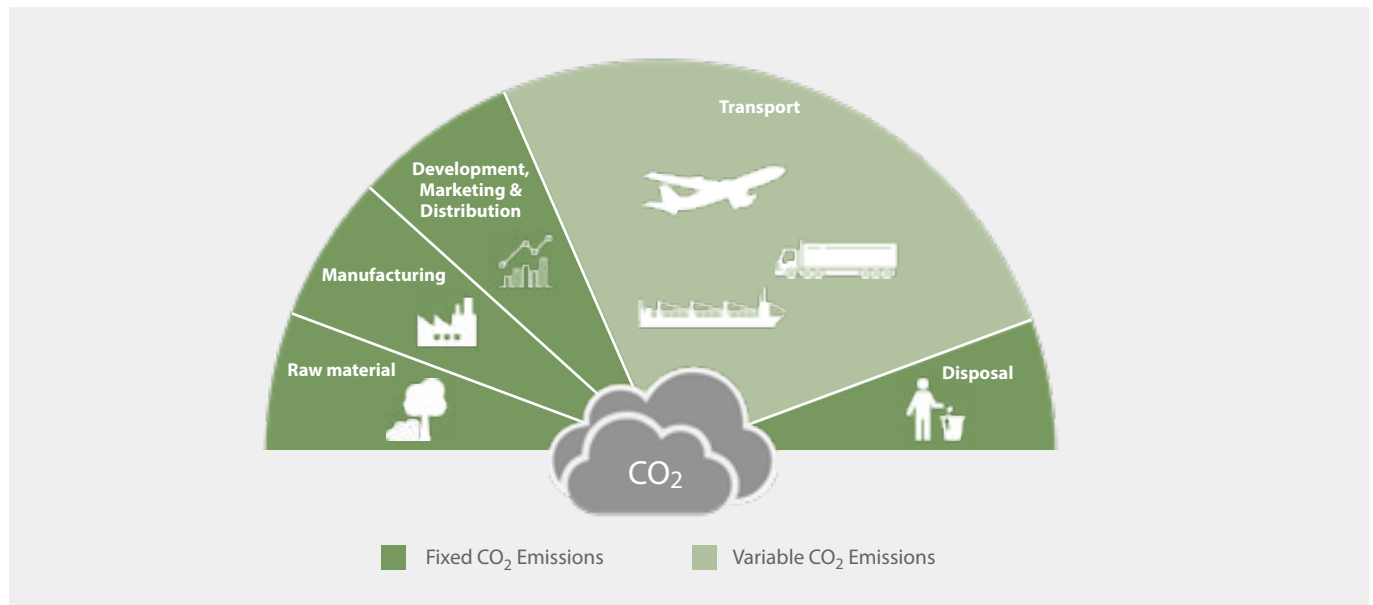 Transport
Development,
Marketing &
Distribution
Manufacturing
Raw material
Disposal
CO₂
Fixed CO₂ Emissions
Variable CO₂ Emissions